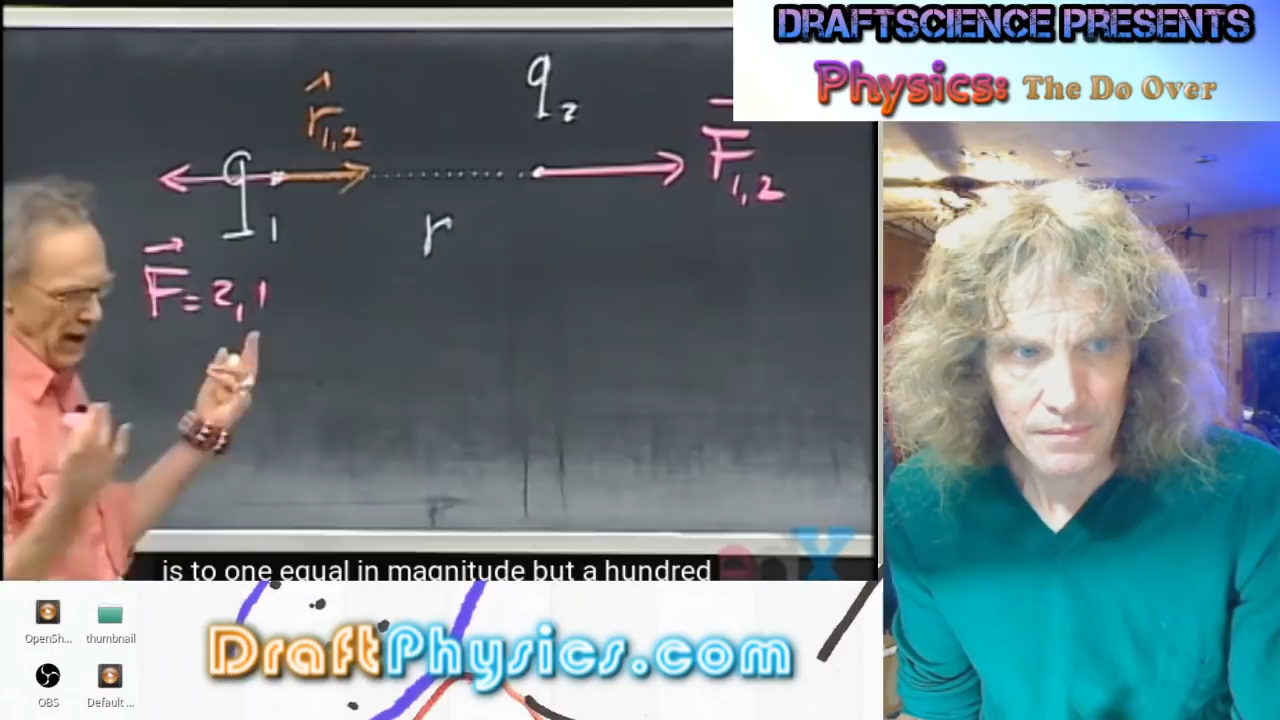 DRAFTSCIENCE PRESENTS
Physics: The Do Over
r̂1,2
q2
F1,2
q1
r
F=2,1
is to one equal in magnitude but a hundred
OpenSh...
thumbnail
OBS
Default ...
DraftPhysics.com